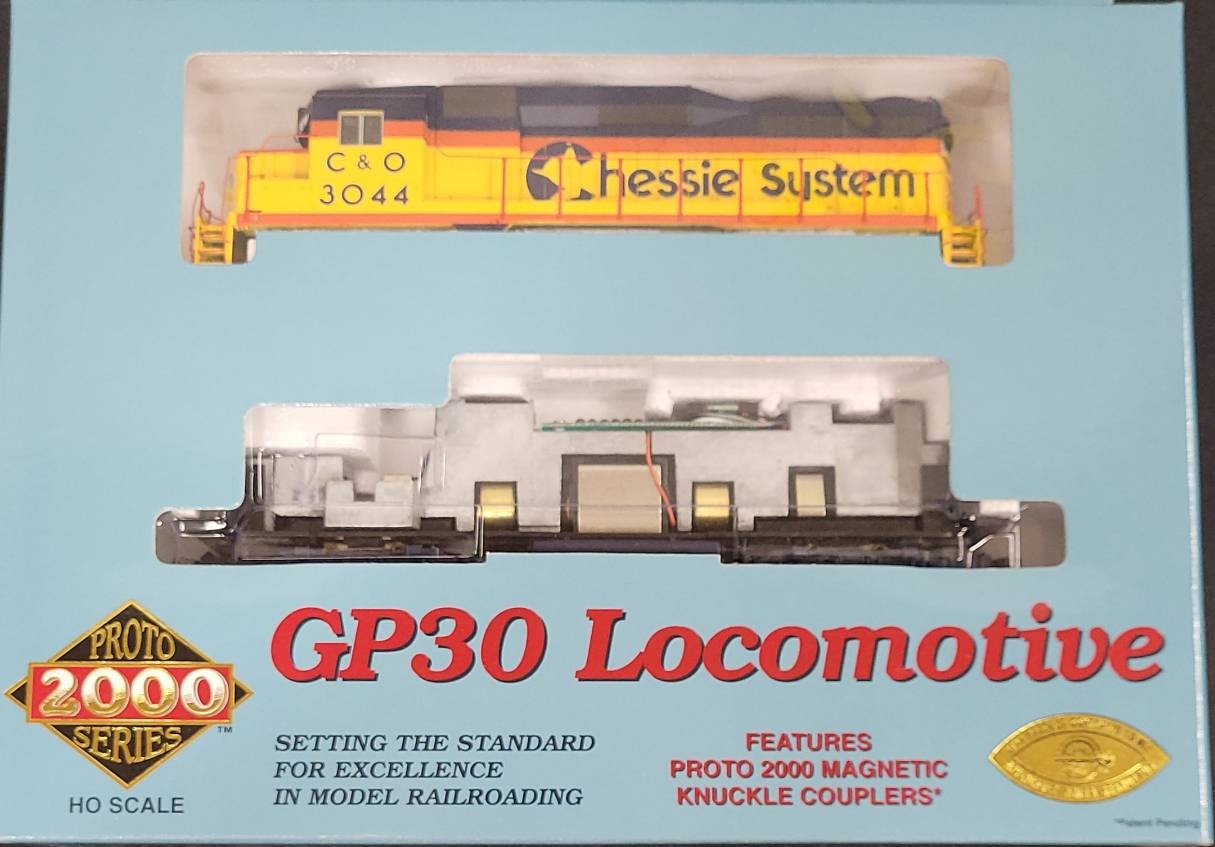 C & O
3044
Chessie System
PROTO
2000
SERIES
TM
HO SCALE
GP30 Locomotive
SETTING THE STANDARD
FOR EXCELLENCE
IN MODEL RAILROADING
FEATURES
PROTO 2000 MAGNETIC
KNUCKLE COUPLERS*
*Patent Pending